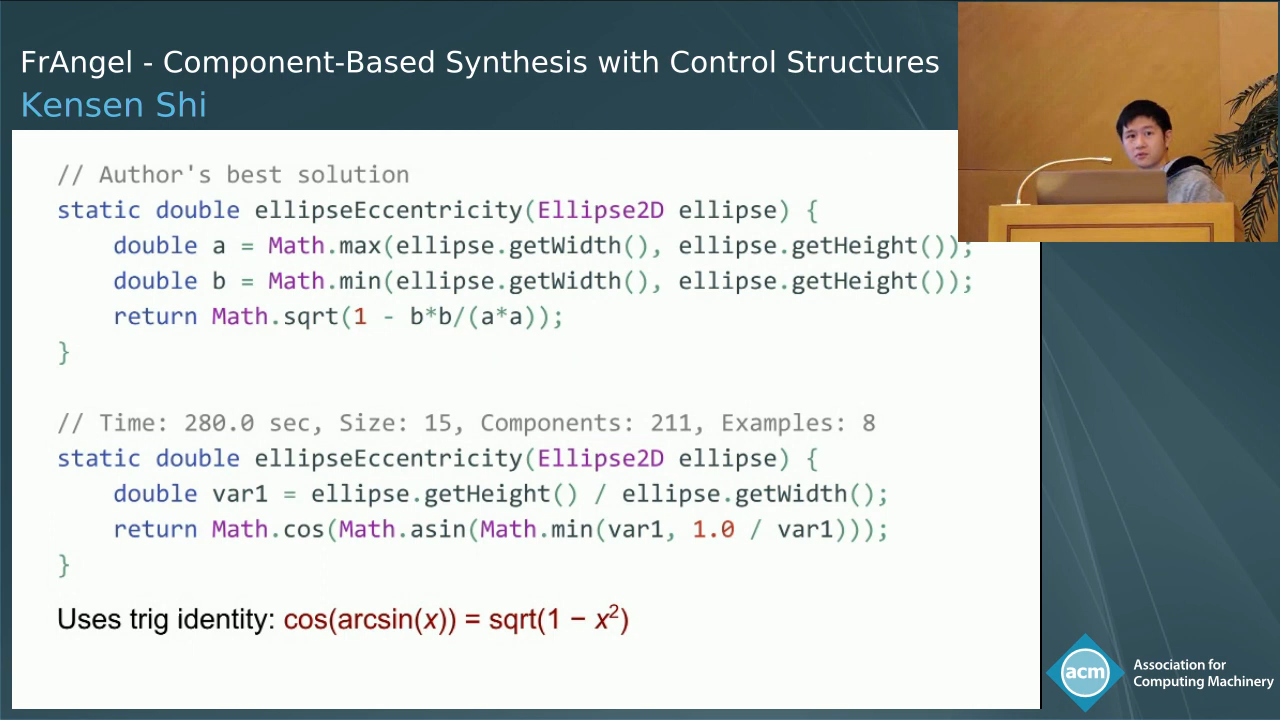 FrAngel - Component-Based Synthesis with Control Structures
Kensen Shi
// Author's best solution
static double ellipseEccentricity(Ellipse2D ellipse) {
    double a = Math.max(ellipse.getWidth(), ellipse.getHeight());
    double b = Math.min(ellipse.getWidth(), ellipse.getHeight());
    return Math.sqrt(1 - b*b/(a*a));
}
// Time: 280.0 sec, Size: 15, Components: 211, Examples: 8
static double ellipseEccentricity(Ellipse2D ellipse) {
    double var1 = ellipse.getHeight() / ellipse.getWidth();
    return Math.cos(Math.asin(Math.min(var1, 1.0 / var1)));
}
Uses trig identity: cos(arcsin(x)) = sqrt(1 − x²)
acm
Association for
Computing Machinery